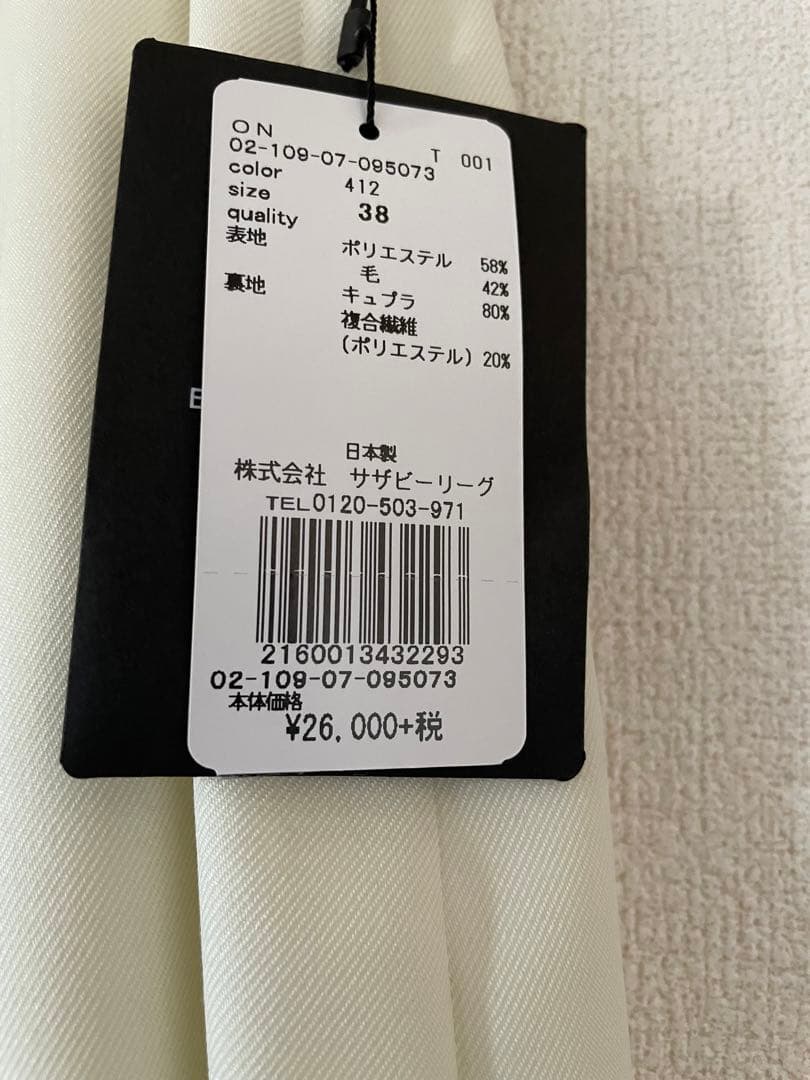 ON
T 001
02-109-07-095073
color 412
size 38
quality
表地 ポリエステル 58%
毛 42%
裏地 キュプラ 80%
複合繊維
(ポリエステル) 20%
日本製
株式会社 サザビーリーグ
TEL0120-503-971
2160013432293
02-109-07-095073
本体価格
¥26,000+税